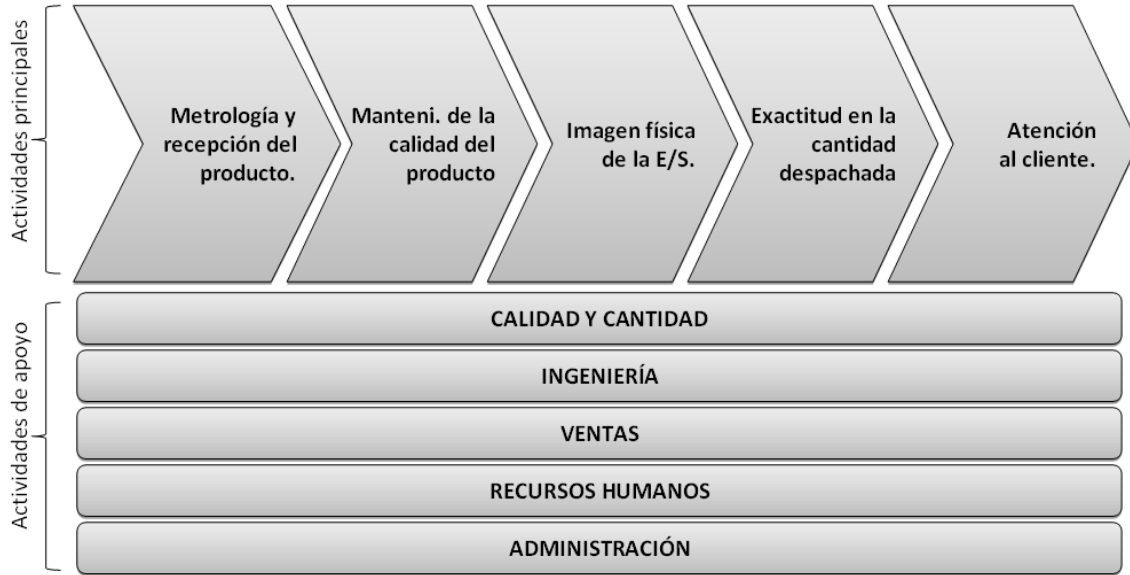 Actividades principales
Metrología y
recepción del
producto.
Manteni. de la
calidad del
producto
Imagen física
de la E/S.
Exactitud en la
cantidad
despachada
Atención
al cliente.
Actividades de apoyo
CALIDAD Y CANTIDAD
INGENIERÍA
VENTAS
RECURSOS HUMANOS
ADMINISTRACIÓN